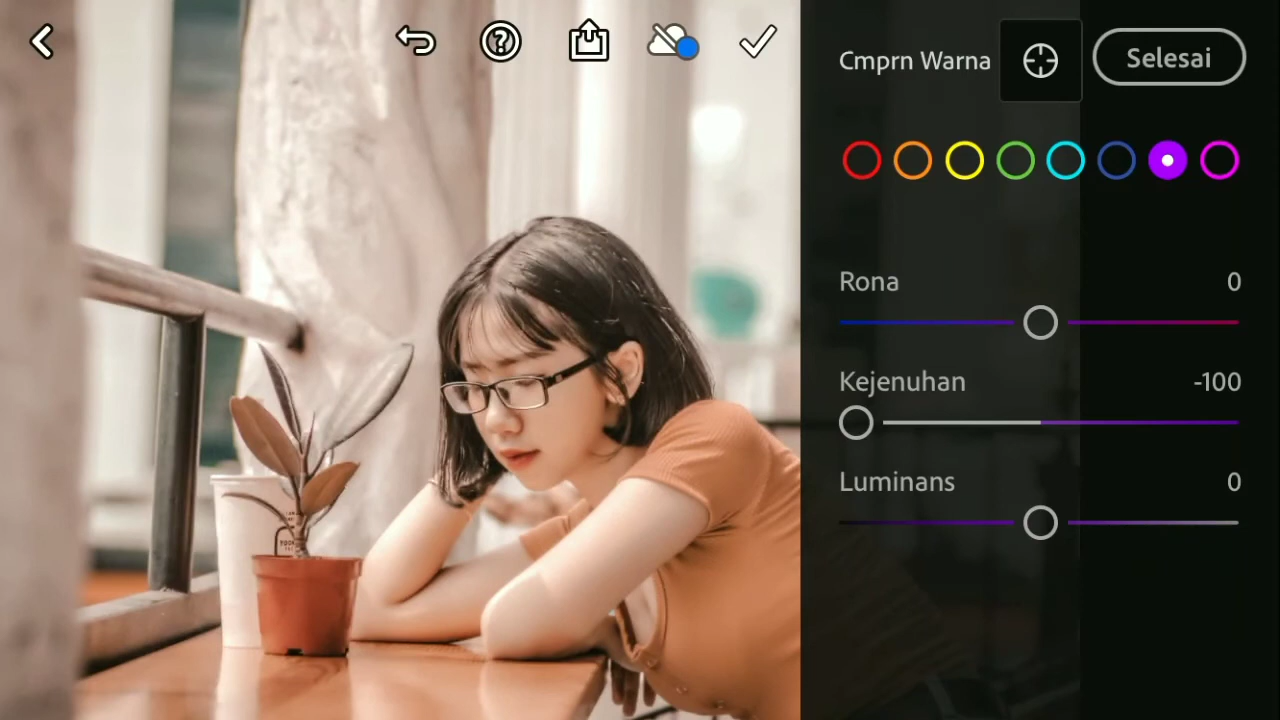 Cmprn Warna
Selesai
Rona 0
Kejenuhan -100
Luminans 0